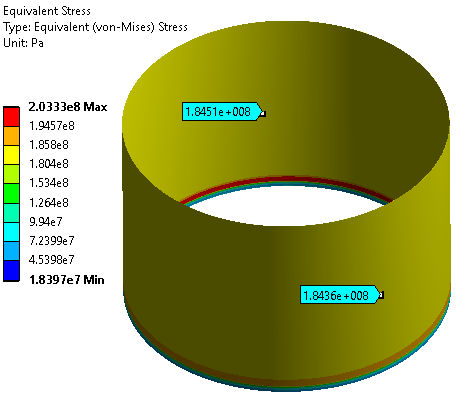 Equivalent Stress
Type: Equivalent (von-Mises) Stress
Unit: Pa
2.0333e8 Max
1.9457e8
1.858e8
1.804e8
1.534e8
1.264e8
9.94e7
7.2399e7
4.5398e7
1.8397e7 Min
1.8451e+008
1.8436e+008